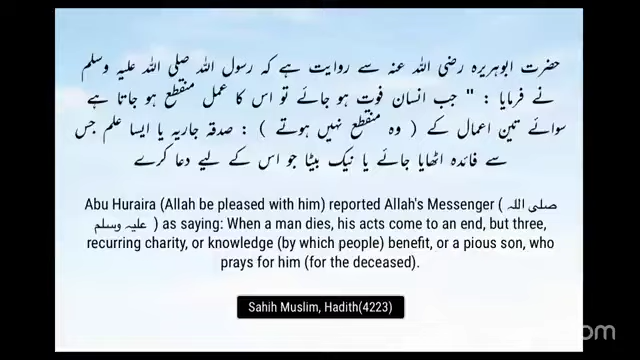 حضرت ابوہریرہ رضی اللہ عنہ سے روایت ہے کہ رسول اللہ صلی اللہ علیہ وسلم
نے فرمایا : " جب انسان فوت ہو جائے تو اس کا عمل منقطع ہو جاتا ہے
سوائے تین اعمال کے ( وہ منقطع نہیں ہوتے ) : صدقہ جاریہ یا ایسا علم جس
سے فائدہ اٹھایا جائے یا نیک بیٹا جو اس کے لیے دعا کرے
Abu Huraira (Allah be pleased with him) reported Allah's Messenger ( صلی اللہ
علیہ وسلم ) as saying: When a man dies, his acts come to an end, but three,
recurring charity, or knowledge (by which people) benefit, or a pious son, who
prays for him (for the deceased).
Sahih Muslim, Hadith(4223)